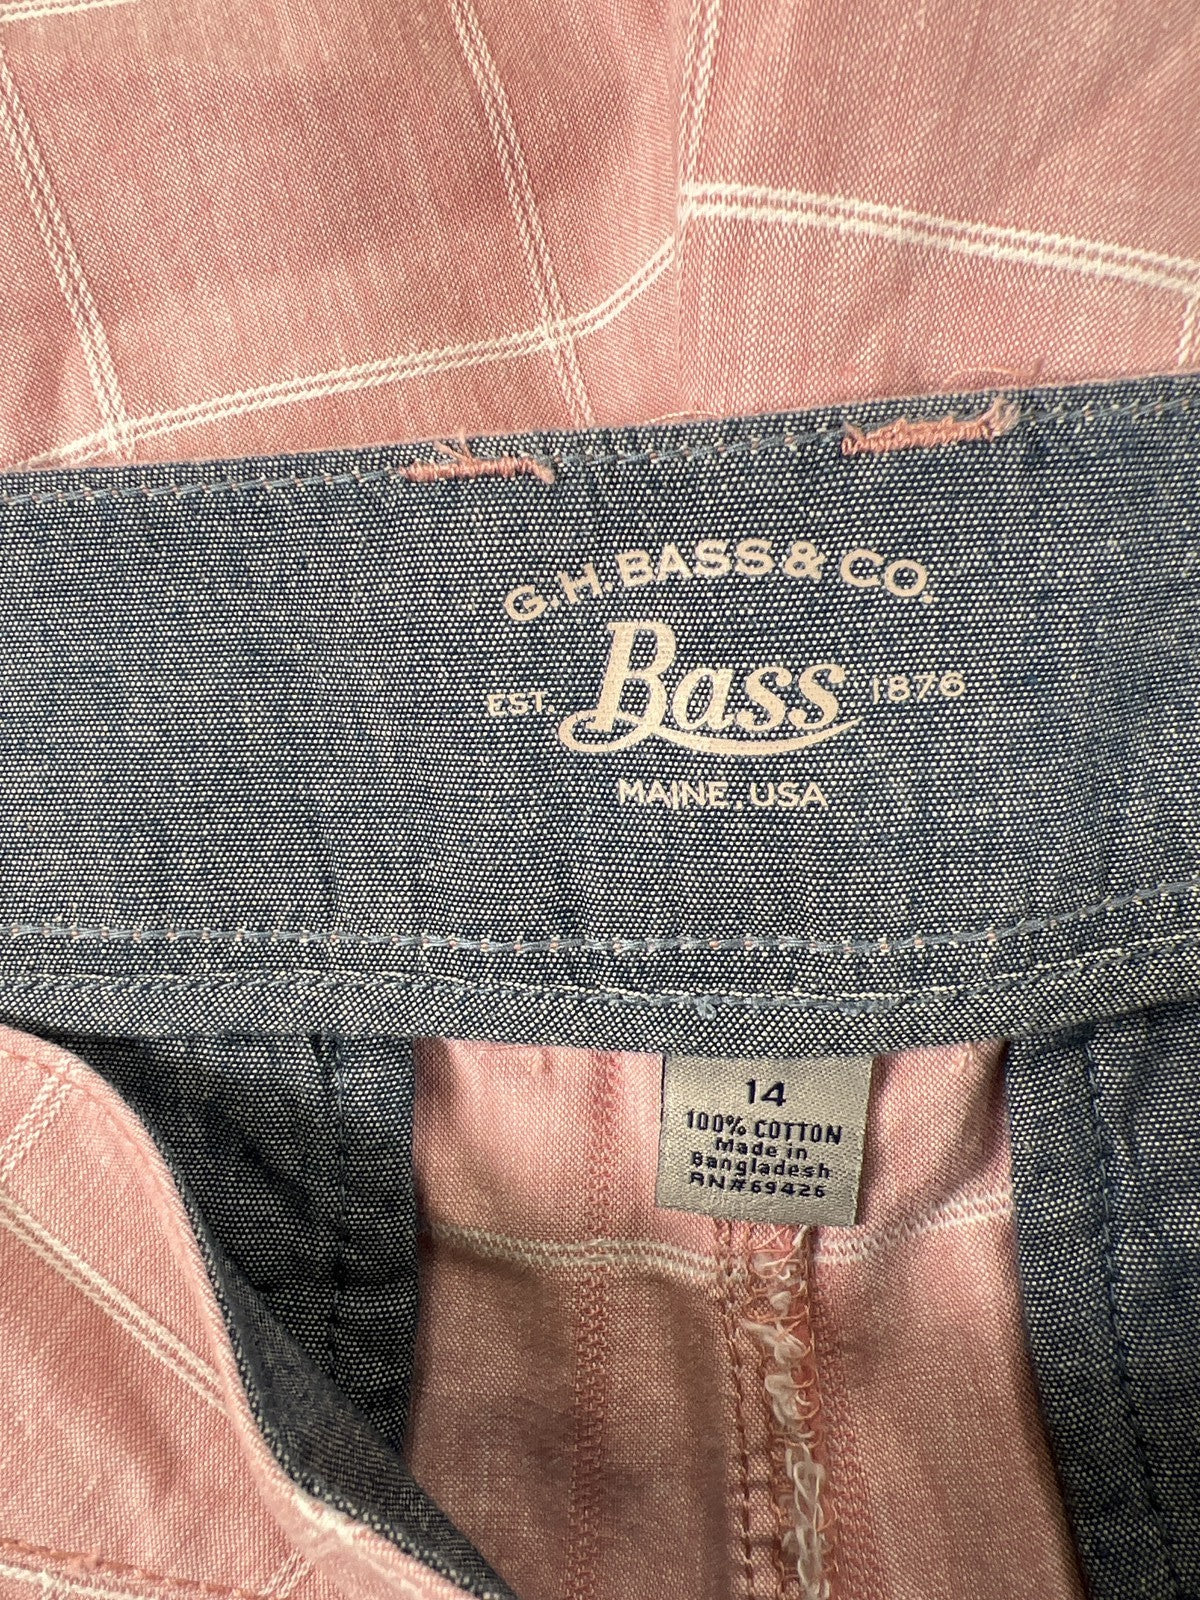 G.H.BASS & CO.
EST. Bass 1876
MAINE, USA
14
100% COTTON
Made in
Bangladesh
RN#69426